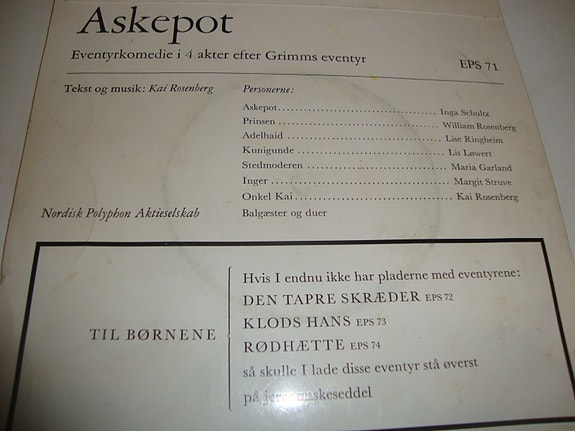 Askepot
Eventyrkomedie i 4 akter efter Grimms eventyr
EPS 71
Tekst og musik: Kai Rosenberg
Personerne:
Askepot........................................ Inga Schultz
Prinsen ........................................ William Rosenberg
Adelhaid ........................................ Lise Ringheim
Kunigunde ........................................ Lis Løwert
Stedmoderen ........................................ Maria Garland
Inger ........................................ Margit Struve
Onkel Kai........................................ Kai Rosenberg
Nordisk Polyphon Aktieselskab
Balgæster og duer
TIL BØRNENE
Hvis I endnu ikke har pladerne med eventyrene:
DEN TAPRE SKRÆDER EPS 72
KLODS HANS EPS 73
RØDHÆTTE EPS 74
så skulle I lade disse eventyr stå øverst
på